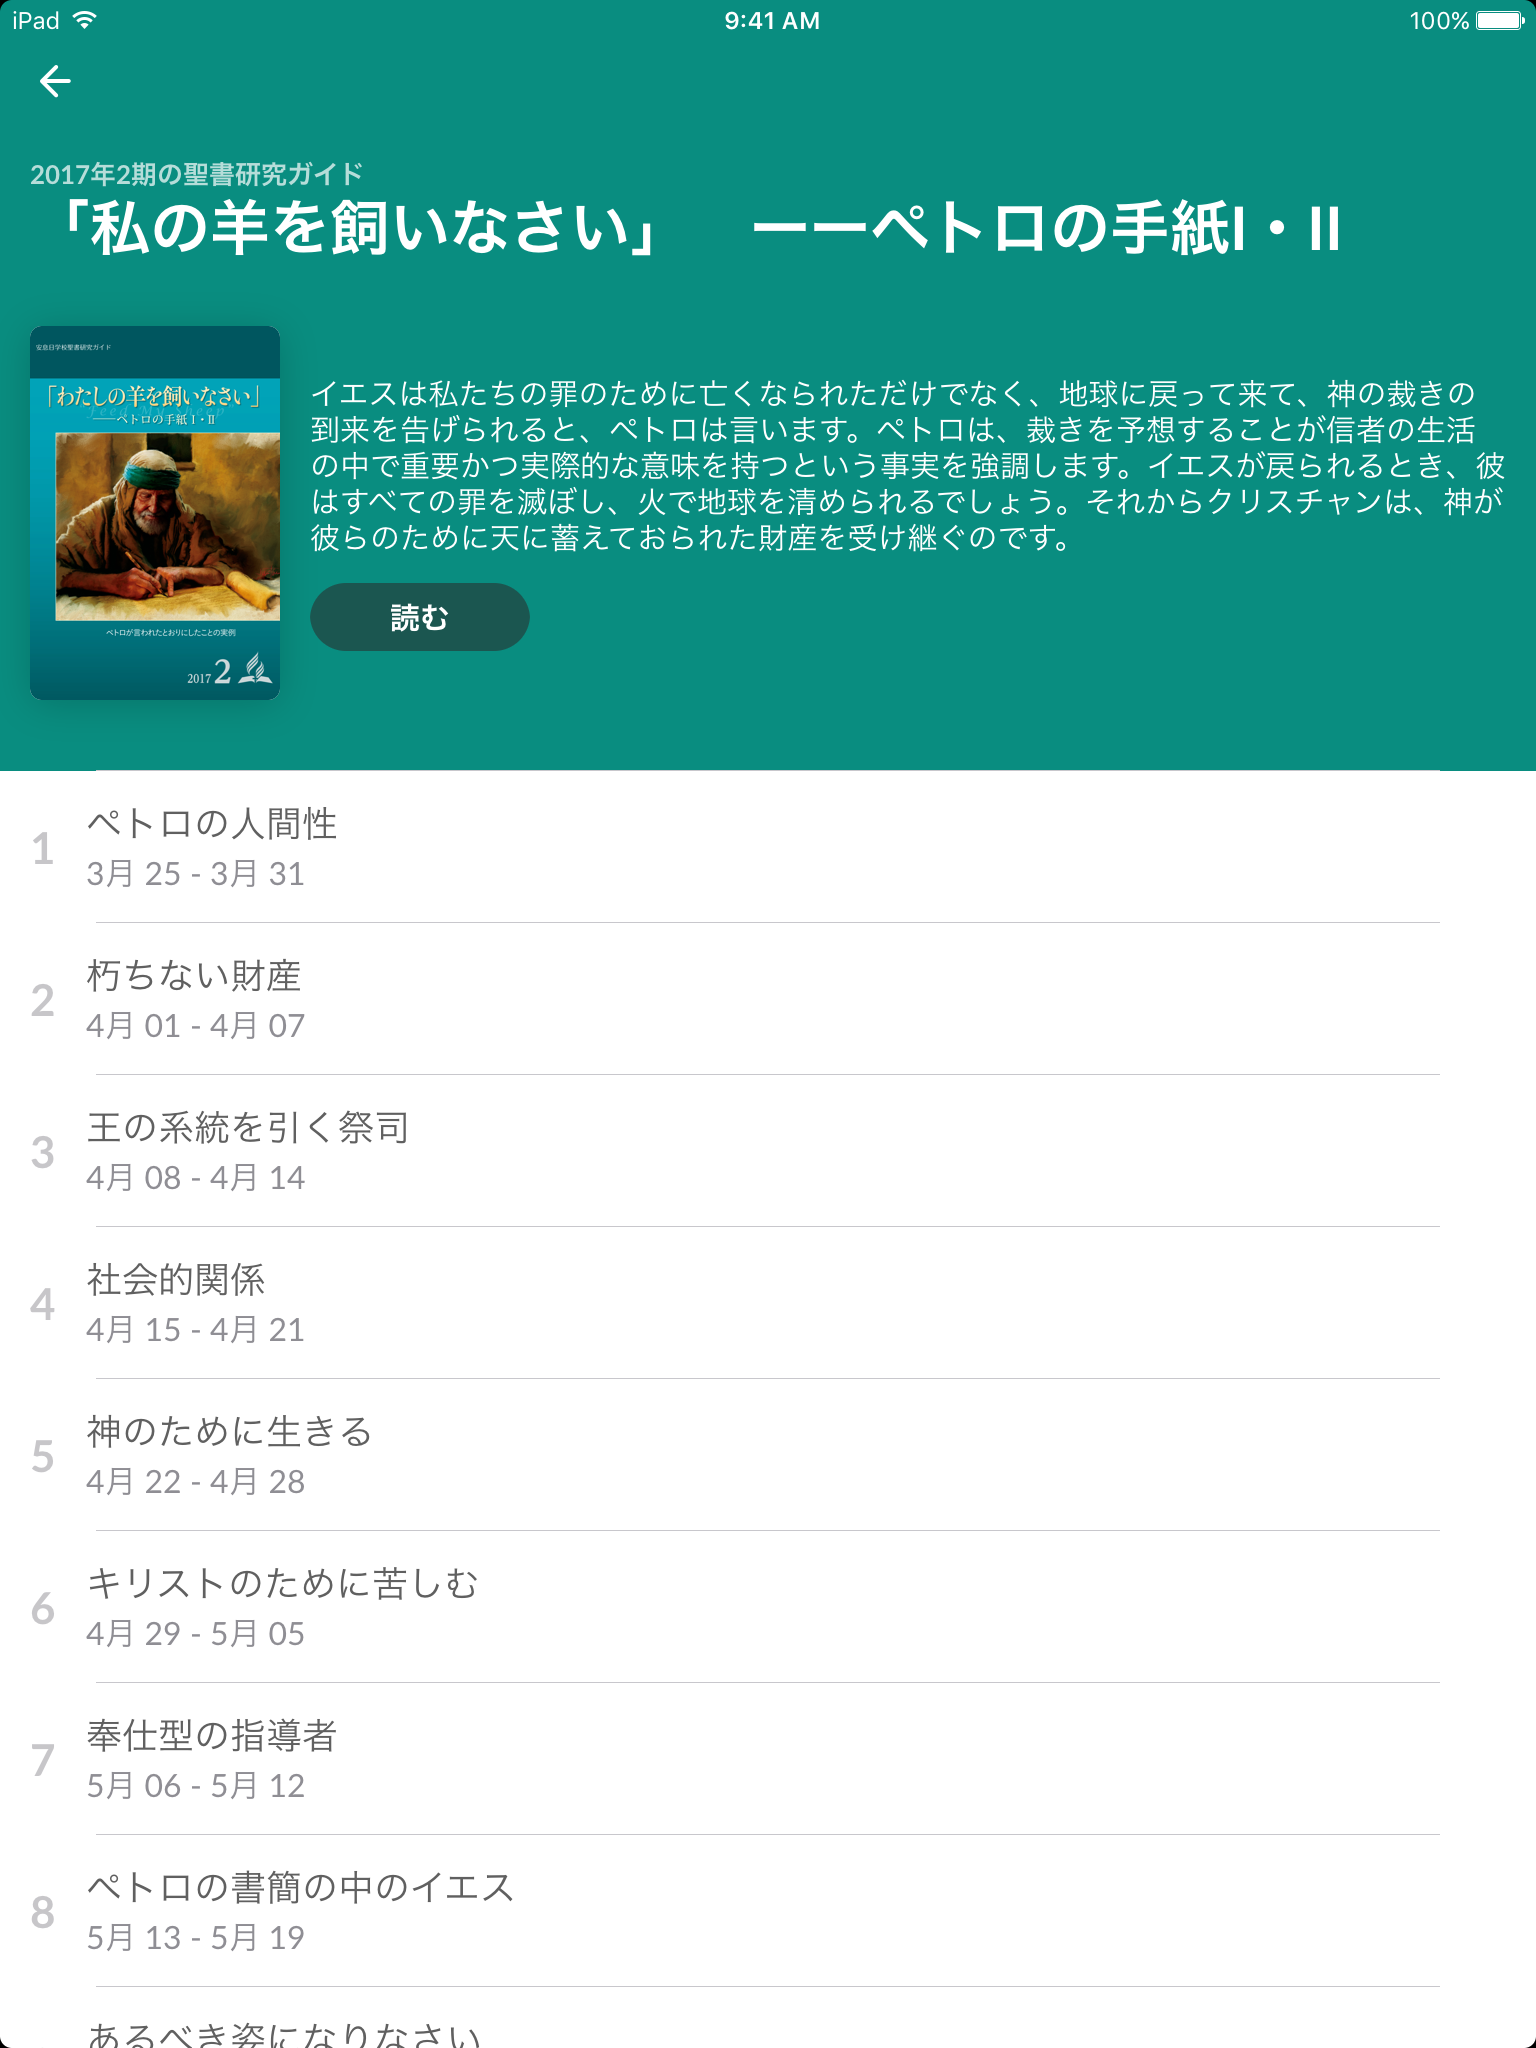 iPad
9:41 AM
100%
2017年2期の聖書研究ガイド
「私の羊を飼いなさい」　ーーペトロの手紙I・II
安息日学校聖書研究ガイド
「わたしの羊を飼いなさい」
"Feed My Sheep"
──ペトロの手紙 I・II
ペトロが言われたとおりにしたことの実例
2017 2
イエスは私たちの罪のために亡くなられただけでなく、地球に戻って来て、神の裁きの
到来を告げられると、ペトロは言います。ペトロは、裁きを予想することが信者の生活
の中で重要かつ実際的な意味を持つという事実を強調します。イエスが戻られるとき、彼
はすべての罪を滅ぼし、火で地球を清められるでしょう。それからクリスチャンは、神が
彼らのために天に蓄えておられた財産を受け継ぐのです。
読む
1
ペトロの人間性
3月 25 - 3月 31
2
朽ちない財産
4月 01 - 4月 07
3
王の系統を引く祭司
4月 08 - 4月 14
4
社会的関係
4月 15 - 4月 21
5
神のために生きる
4月 22 - 4月 28
6
キリストのために苦しむ
4月 29 - 5月 05
7
奉仕型の指導者
5月 06 - 5月 12
8
ペトロの書簡の中のイエス
5月 13 - 5月 19
あるべき姿になりなさい